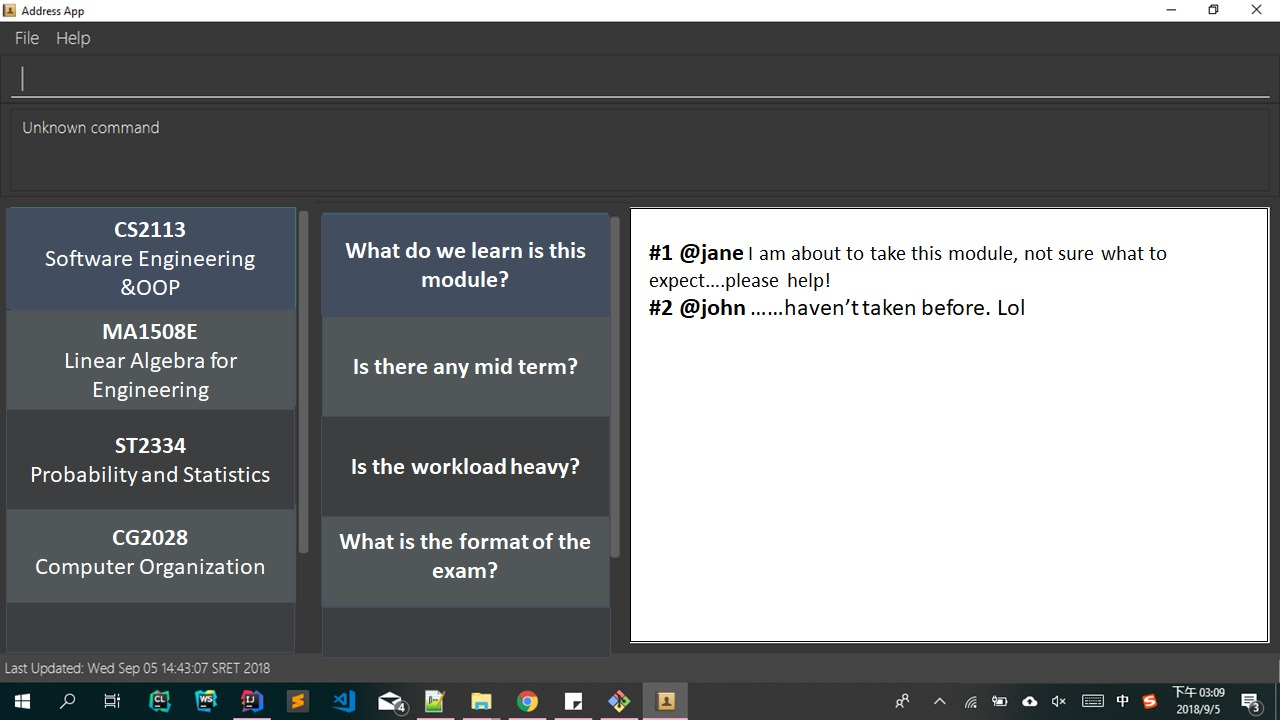 Address App
File Help
Unknown command
CS2113
Software Engineering
&OOP
MA1508E
Linear Algebra for
Engineering
ST2334
Probability and Statistics
CG2028
Computer Organization
What do we learn is this
module?
Is there any mid term?
Is the workload heavy?
What is the format of the
exam?
#1 @jane I am about to take this module, not sure what to
expect....please help!
#2 @john ......haven't taken before. Lol
Last Updated: Wed Sep 05 14:43:07 SRET 2018
CL
WS
IJ
4
中
下午 03:09
2018/9/5
3